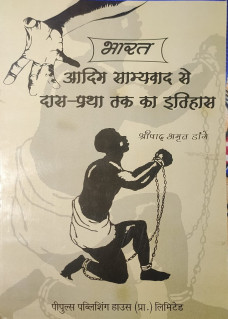 भारत
आदिम साम्यवाद से
दास-प्रथा तक का इतिहास
श्रीपाद अमृत डांगे
पीपुल्स पब्लिशिंग हाउस (प्रा.) लिमिटेड